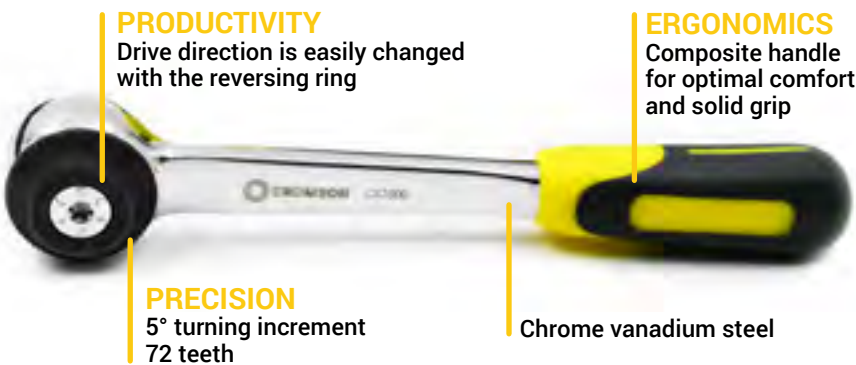 PRODUCTIVITY
Drive direction is easily changed
with the reversing ring
ERGONOMICS
Composite handle
for optimal comfort
and solid grip
CROMSON
PRECISION
5° turning increment
72 teeth
Chrome vanadium steel